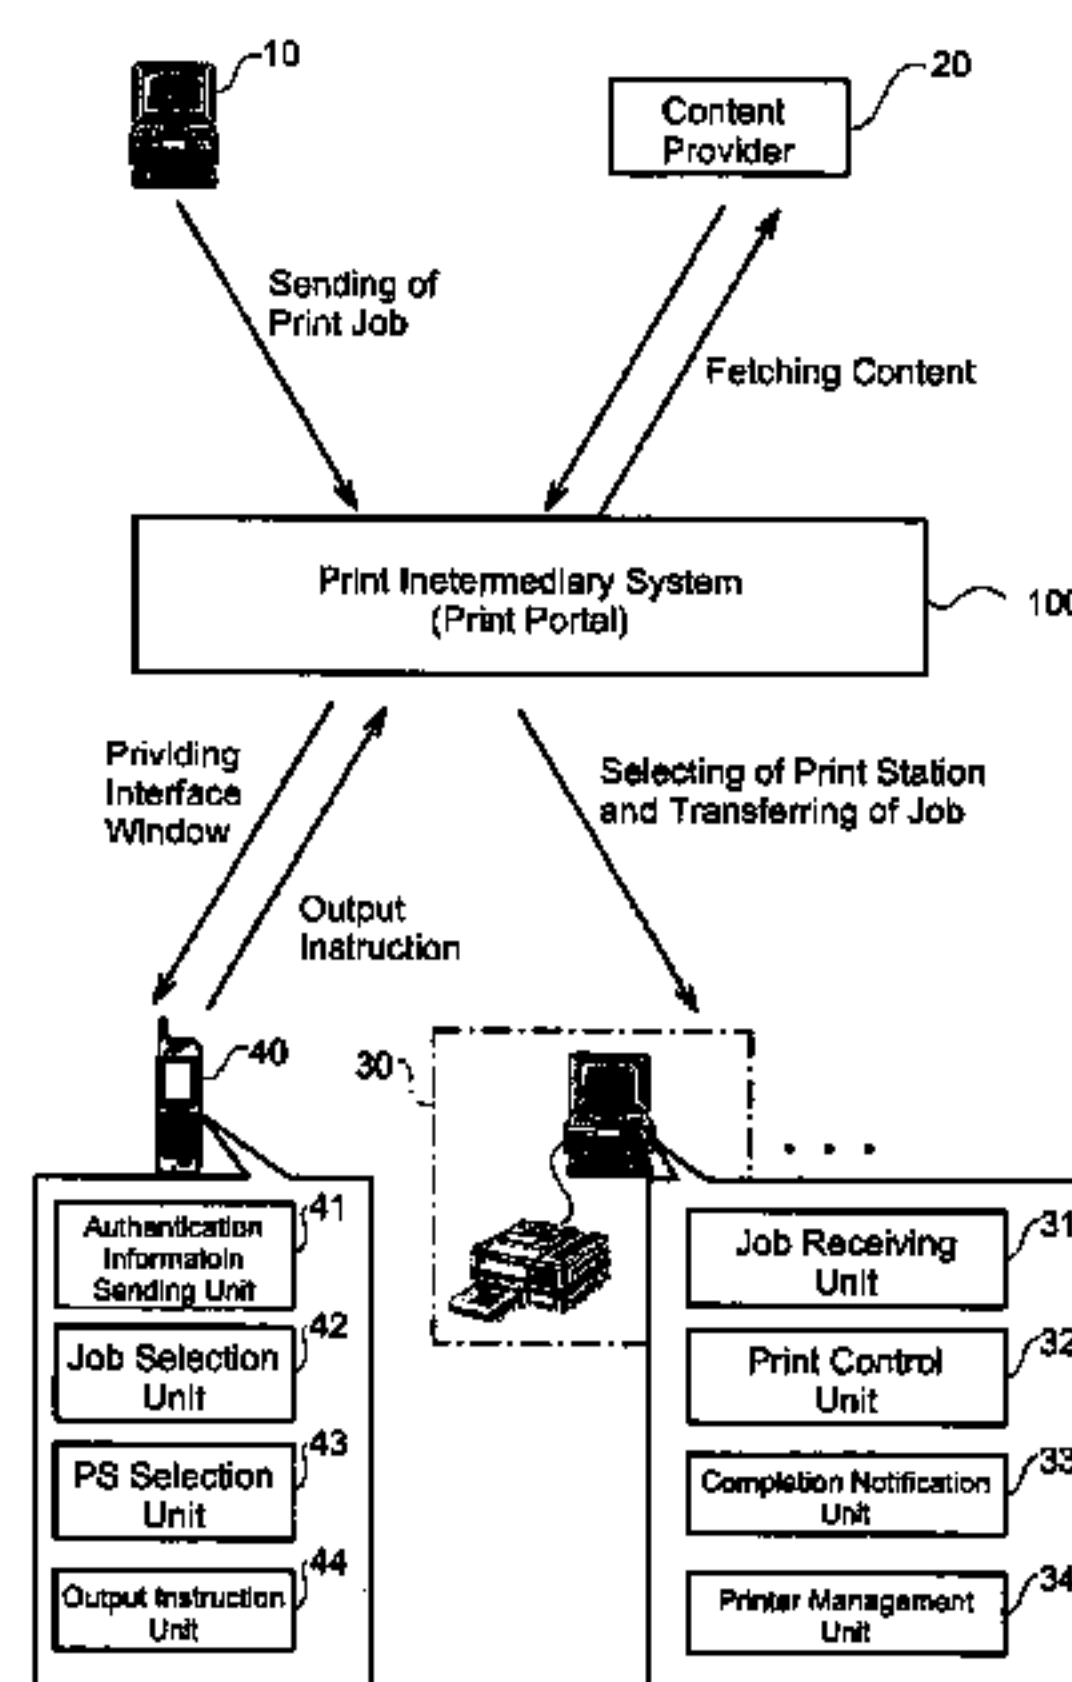 10
20
Content
Provider
Sending of
Print Job
Fetching Content
Print Inetermediary System
(Print Portal)
100
Prividing
Interface
Window
Selecting of Print Station
and Transferring of Job
Output
Instruction
40
30
. . .
41
Authentication
Informatoin
Sending Unit
42
Job Selection
Unit
43
PS Selection
Unit
44
Output Instruction
Unit
31
Job Receiving
Unit
32
Print Control
Unit
33
Completion Notification
Unit
34
Printer Management
Unit